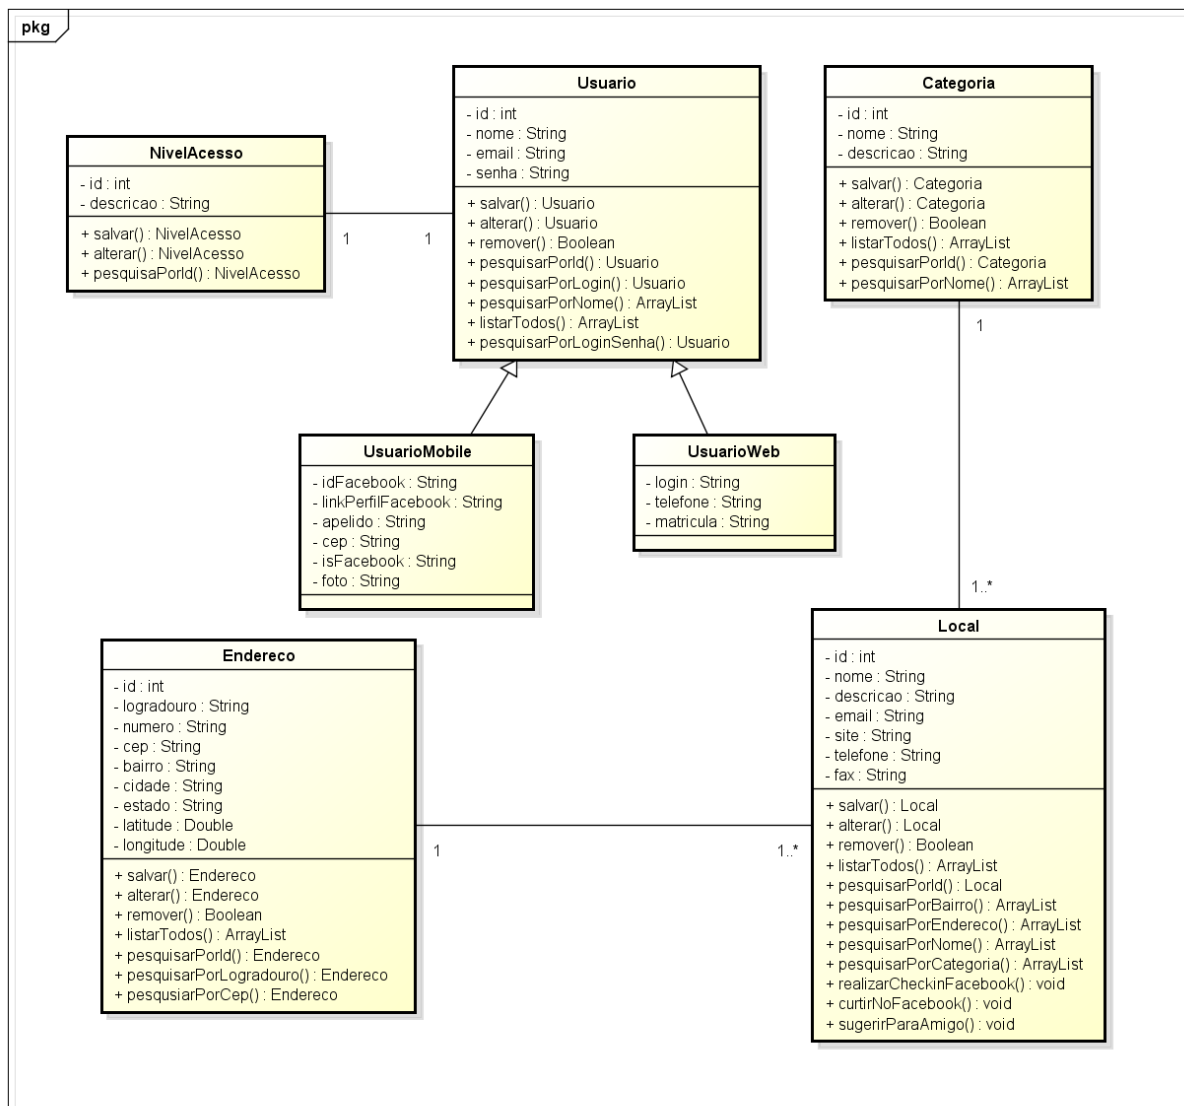 pkg
NivelAcesso
- id : int
- descricao : String
+ salvar() : NivelAcesso
+ alterar() : NivelAcesso
+ pesquisaPorId() : NivelAcesso
1
1
Usuario
- id : int
- nome : String
- email : String
- senha : String
+ salvar() : Usuario
+ alterar() : Usuario
+ remover() : Boolean
+ pesquisarPorId() : Usuario
+ pesquisarPorLogin() : Usuario
+ pesquisarPorNome() : ArrayList
+ listarTodos() : ArrayList
+ pesquisarPorLoginSenha() : Usuario
Categoria
- id : int
- nome : String
- descricao : String
+ salvar() : Categoria
+ alterar() : Categoria
+ remover() : Boolean
+ listarTodos() : ArrayList
+ pesquisarPorId() : Categoria
+ pesquisarPorNome() : ArrayList
1
1..*
UsuarioMobile
- idFacebook : String
- linkPerfilFacebook : String
- apelido : String
- cep : String
- isFacebook : String
- foto : String
UsuarioWeb
- login : String
- telefone : String
- matricula : String
Endereco
- id : int
- logradouro : String
- numero : String
- cep : String
- bairro : String
- cidade : String
- estado : String
- latitude : Double
- longitude : Double
+ salvar() : Endereco
+ alterar() : Endereco
+ remover() : Boolean
+ listarTodos() : ArrayList
+ pesquisarPorId() : Endereco
+ pesquisarPorLogradouro() : Endereco
+ pesqusiarPorCep() : Endereco
1
1..*
Local
- id : int
- nome : String
- descricao : String
- email : String
- site : String
- telefone : String
- fax : String
+ salvar() : Local
+ alterar() : Local
+ remover() : Boolean
+ listarTodos() : ArrayList
+ pesquisarPorId() : Local
+ pesquisarPorBairro() : ArrayList
+ pesquisarPorEndereco() : ArrayList
+ pesquisarPorNome() : ArrayList
+ pesquisarPorCategoria() : ArrayList
+ realizarCheckinFacebook() : void
+ curtirNoFacebook() : void
+ sugerirParaAmigo() : void